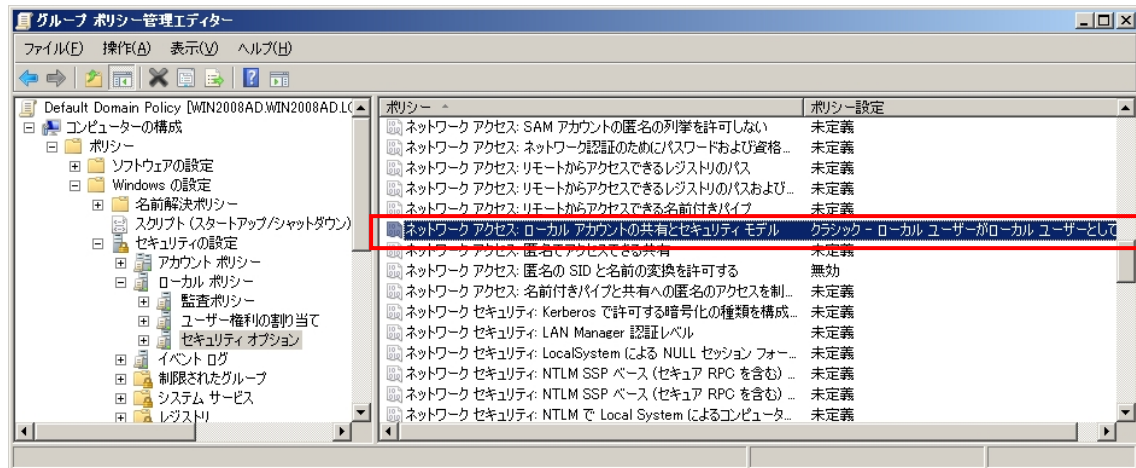 グループ ポリシー管理エディター
ファイル(F) 操作(A) 表示(V) ヘルプ(H)
Default Domain Policy [WIN2008AD.WIN2008AD.L(
コンピューターの構成
ポリシー
ソフトウェアの設定
Windows の設定
名前解決ポリシー
スクリプト (スタートアップ/シャットダウン)
セキュリティの設定
アカウント ポリシー
ローカル ポリシー
監査ポリシー
ユーザー権利の割り当て
セキュリティ オプション
イベント ログ
制限されたグループ
システム サービス
レジストリ
ポリシー ポリシー設定
ネットワーク アクセス: SAM アカウントの匿名の列挙を許可しない 未定義
ネットワーク アクセス: ネットワーク認証のためにパスワードおよび資格... 未定義
ネットワーク アクセス: リモートからアクセスできるレジストリのパス 未定義
ネットワーク アクセス: リモートからアクセスできるレジストリのパスおよび... 未定義
ネットワーク アクセス: リモートからアクセスできる名前付きパイプ 未定義
ネットワーク アクセス: ローカル アカウントの共有とセキュリティ モデル クラシック - ローカル ユーザーがローカル ユーザーとして
ネットワーク アクセス: 匿名でアクセスできる共有 未定義
ネットワーク アクセス: 匿名の SID と名前の変換を許可する 無効
ネットワーク アクセス: 名前付きパイプと共有への匿名のアクセスを制... 未定義
ネットワーク セキュリティ: Kerberos で許可する暗号化の種類を構成... 未定義
ネットワーク セキュリティ: LAN Manager 認証レベル 未定義
ネットワーク セキュリティ: LocalSystem による NULL セッション フォー... 未定義
ネットワーク セキュリティ: NTLM SSP ベース (セキュア RPC を含む) ... 未定義
ネットワーク セキュリティ: NTLM SSP ベース (セキュア RPC を含む) ... 未定義
ネットワーク セキュリティ: NTLM で Local System によるコンピュータ... 未定義